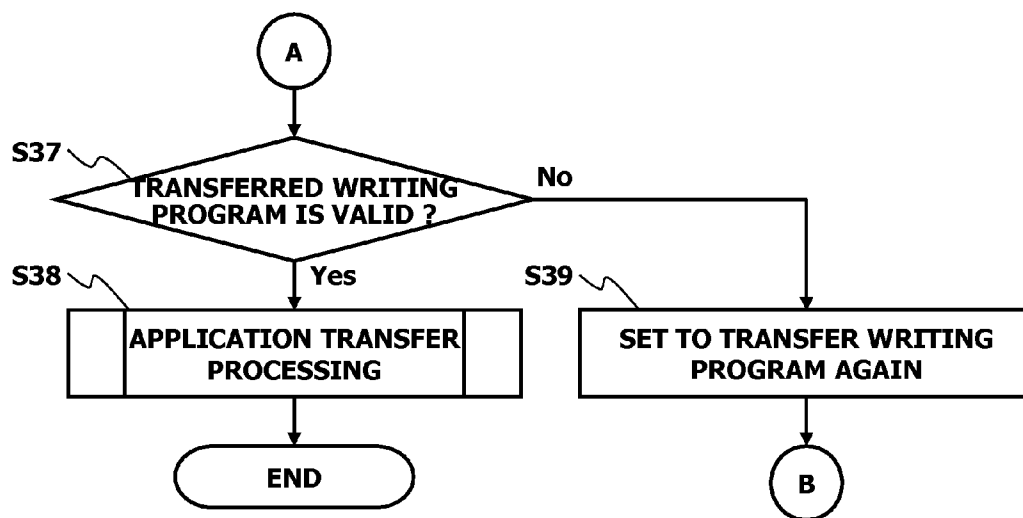 A
S37
TRANSFERRED WRITING
PROGRAM IS VALID ?
No
Yes
S38
APPLICATION TRANSFER
PROCESSING
S39
SET TO TRANSFER WRITING
PROGRAM AGAIN
END
B